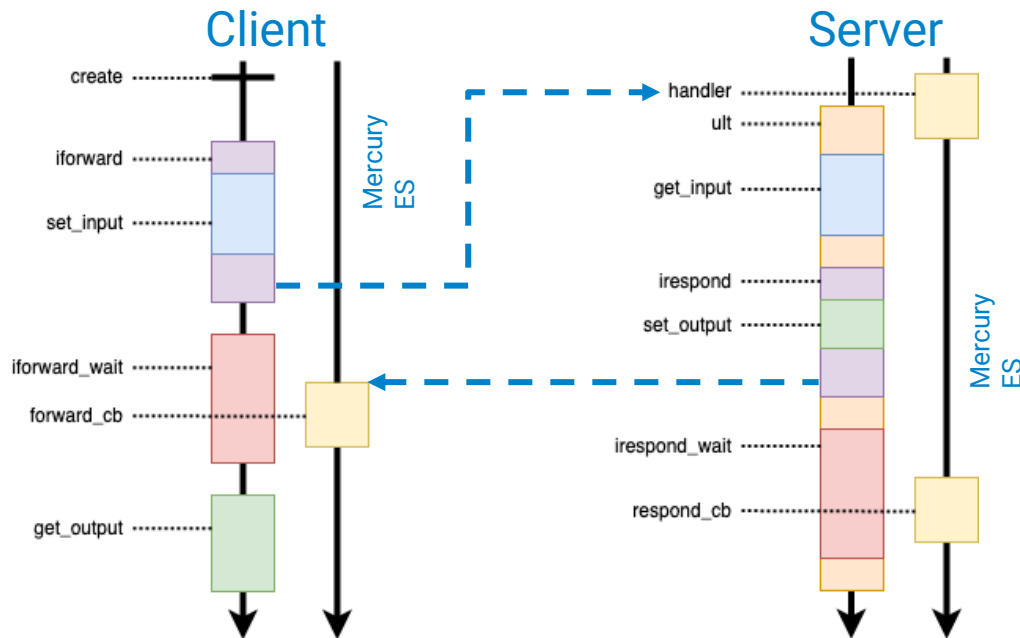 Client
create
iforward
set_input
iforward_wait
forward_cb
get_output
Mercury
ES
Server
handler
ult
get_input
irespond
set_output
irespond_wait
respond_cb
Mercury
ES